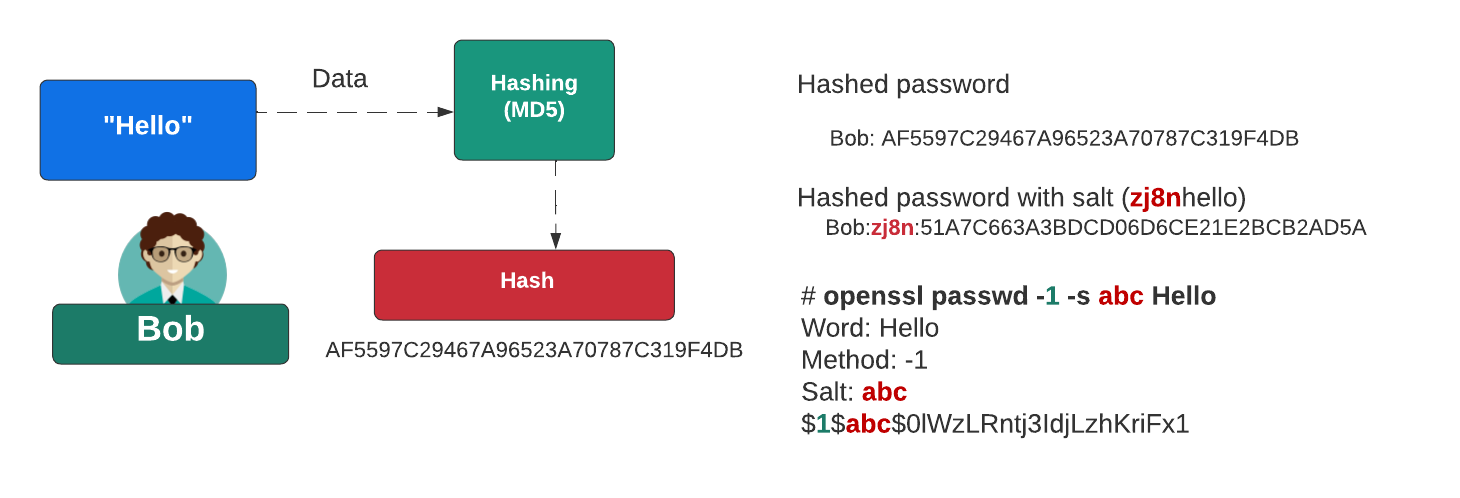 "Hello"
Data
Hashing
(MD5)
Hash
AF5597C29467A96523A70787C319F4DB
Bob
Hashed password
Bob: AF5597C29467A96523A70787C319F4DB
Hashed password with salt (zj8nhello)
Bob:zj8n:51A7C663A3BDCD06D6CE21E2BCB2AD5A
# openssl passwd -1 -s abc Hello
Word: Hello
Method: -1
Salt: abc
$1$abc$0lWzLRntj3IdjLzhKriFx1